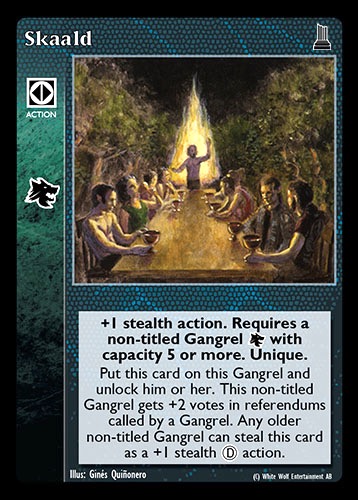 Skaald
ACTION
+1 stealth action. Requires a
non-titled Gangrel with
capacity 5 or more. Unique.
Put this card on this Gangrel and
unlock him or her. This non-titled
Gangrel gets +2 votes in referendums
called by a Gangrel. Any older
non-titled Gangrel can steal this card
as a +1 stealth Ⓓ action.
Illus: Ginés Quiñonero
(C) White Wolf Entertainment AB